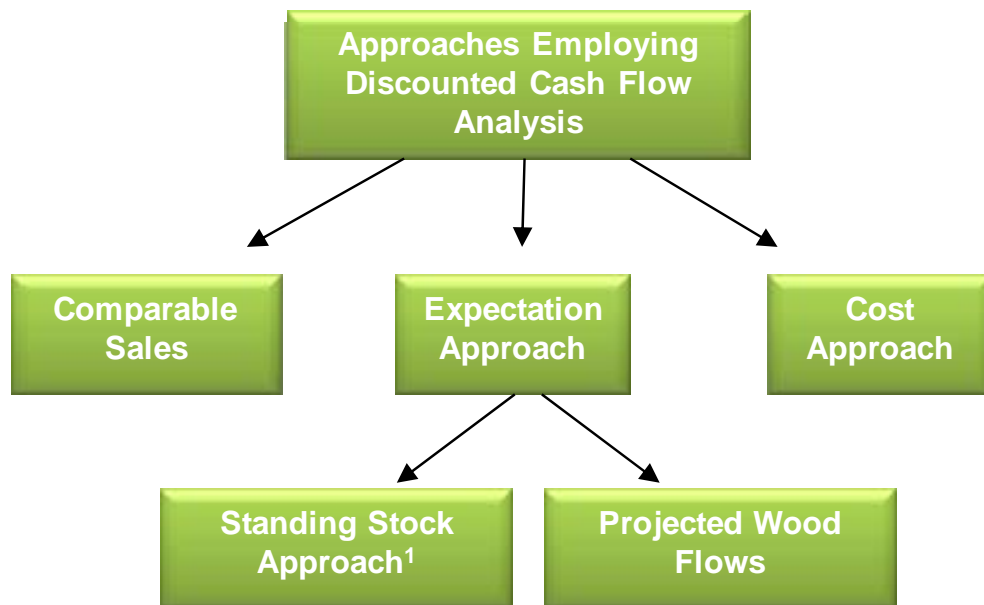 Approaches Employing
Discounted Cash Flow
Analysis
Comparable
Sales
Expectation
Approach
Cost
Approach
Standing Stock
Approach¹
Projected Wood
Flows